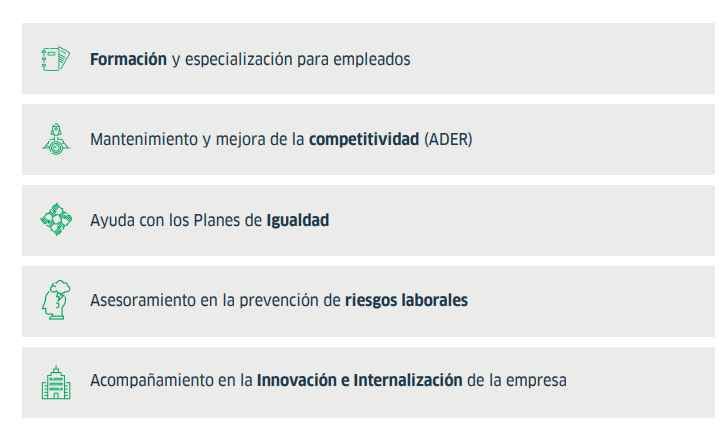 Formación y especialización para empleados
Mantenimiento y mejora de la competitividad (ADER)
Ayuda con los Planes de Igualdad
Asesoramiento en la prevención de riesgos laborales
Acompañamiento en la Innovación e Internalización de la empresa